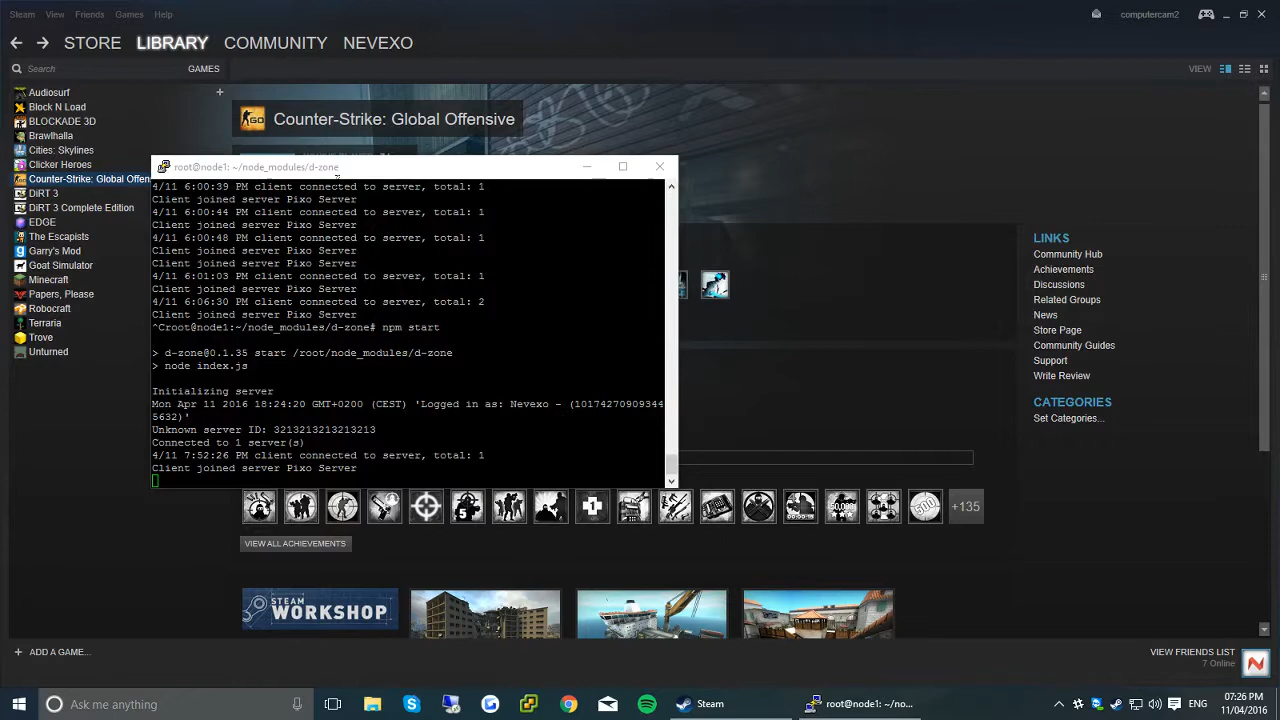 Steam View Friends Games Help
computercam2
STORE LIBRARY COMMUNITY NEVEXO
Search GAMES
VIEW
Audiosurf
Block N Load
BLOCKADE 3D
Brawlhalla
Cities: Skylines
Clicker Heroes
Counter-Strike: Global Offen
DiRT 3
DiRT 3 Complete Edition
EDGE
The Escapists
Garry's Mod
Goat Simulator
Minecraft
Papers, Please
Robocraft
Terraria
Trove
Unturned
Counter-Strike: Global Offensive
root@node1: ~/node_modules/d-zone
4/11 6:00:39 PM client connected to server, total: 1
Client joined server Pixo Server
4/11 6:00:44 PM client connected to server, total: 1
Client joined server Pixo Server
4/11 6:00:48 PM client connected to server, total: 1
Client joined server Pixo Server
Client joined server Pixo Server
4/11 6:01:03 PM client connected to server, total: 1
Client joined server Pixo Server
4/11 6:06:30 PM client connected to server, total: 2
Client joined server Pixo Server
^Croot@node1:~/node_modules/d-zone# npm start
> d-zone@0.1.35 start /root/node_modules/d-zone
> node index.js
Initializing server
Mon Apr 11 2016 18:24:20 GMT+0200 (CEST) 'Logged in as: Nevexo - (10174270909344
5632)'
Unknown server ID: 3213213213213213
Connected to 1 server(s)
4/11 7:52:26 PM client connected to server, total: 1
Client joined server Pixo Server
LINKS
Community Hub
Achievements
Discussions
Related Groups
News
Store Page
Community Guides
Support
Write Review
CATEGORIES
Set Categories...
+135
VIEW ALL ACHIEVEMENTS
STEAM
WORKSHOP
+ ADD A GAME...
VIEW FRIENDS LIST
7 Online
Ask me anything
Steam
root@node1: ~/no...
ENG
07:26 PM
11/04/2016